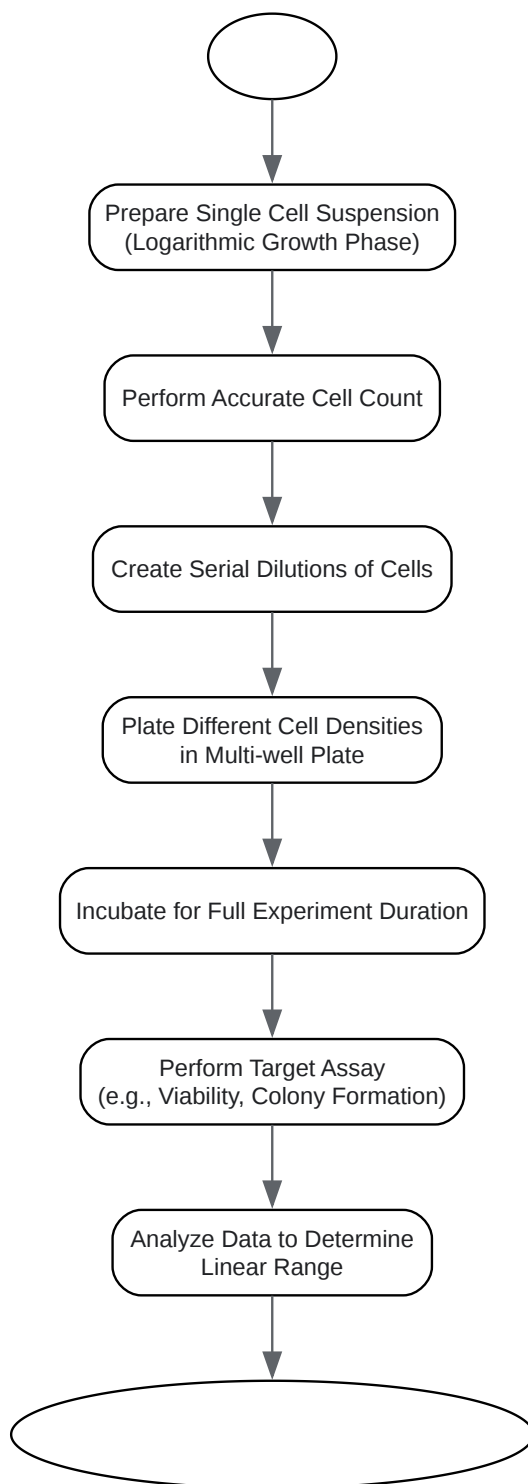 Prepare Single Cell Suspension
(Logarithmic Growth Phase)
Perform Accurate Cell Count
Create Serial Dilutions of Cells
Plate Different Cell Densities
in Multi-well Plate
Incubate for Full Experiment Duration
Perform Target Assay
(e.g., Viability, Colony Formation)
Analyze Data to Determine
Linear Range